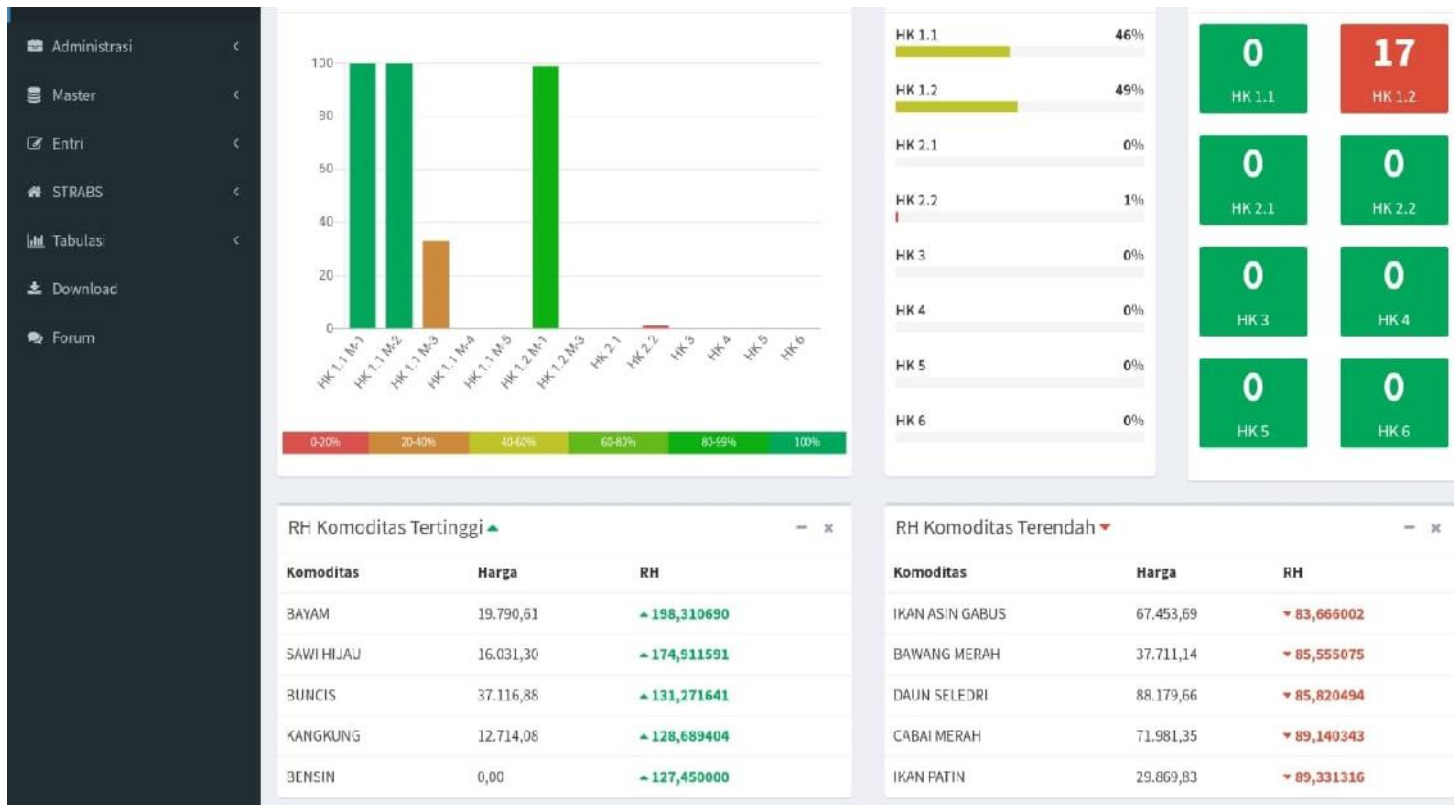 Administrasi
Master
Entri
STRABS
Tabulasi
Download
Forum
100
80
60
40
20
0
HK 1.1 M-1
HK 1.1 M-2
HK 1.1 M-3
HK 1.1 M-4
HK 1.1 M-5
HK 1.2 M-1
HK 1.2 M-3
HK 2.1
HK 2.2
HK 3
HK 4
HK 5
HK 6
0-20% 20-40% 40-60% 60-80% 80-99% 100%
HK 1.1 46%
HK 1.2 49%
HK 2.1 0%
HK 2.2 1%
HK 3 0%
HK 4 0%
HK 5 0%
HK 6 0%
0 17
HK 1.1 HK 1.2
0 0
HK 2.1 HK 2.2
0 0
HK 3 HK 4
0 0
HK 5 HK 6
RH Komoditas Tertinggi
Komoditas Harga RH
BAYAM 19.790,61 198,310690
SAWI HIJAU 16.031,30 174,911591
BUNCIS 37.116,88 131,271641
KANGKUNG 12.714,08 128,689404
BENSIN 0,00 127,450000
RH Komoditas Terendah
Komoditas Harga RH
IKAN ASIN GABUS 67.453,69 83,666002
BAWANG MERAH 37.711,14 85,555075
DAUN SELEDRI 88.179,66 85,820494
CABAI MERAH 71.981,35 89,140343
IKAN PATIN 29.869,83 89,331316